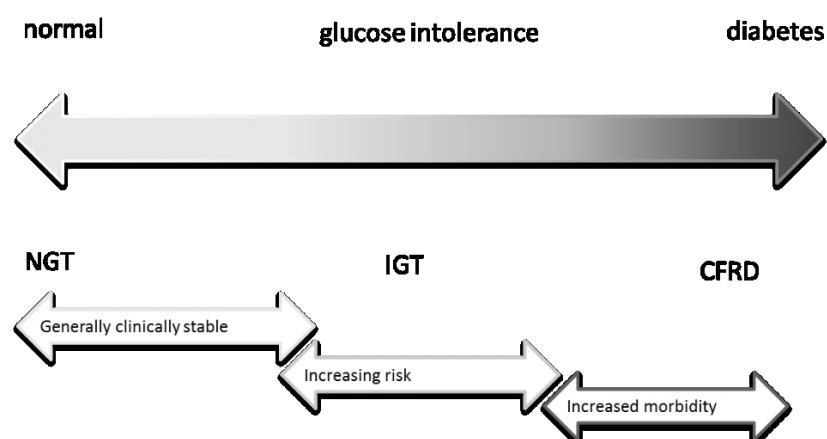 normal glucose intolerance diabetes
NGT IGT CFRD
Generally clinically stable
Increasing risk
Increased morbidity